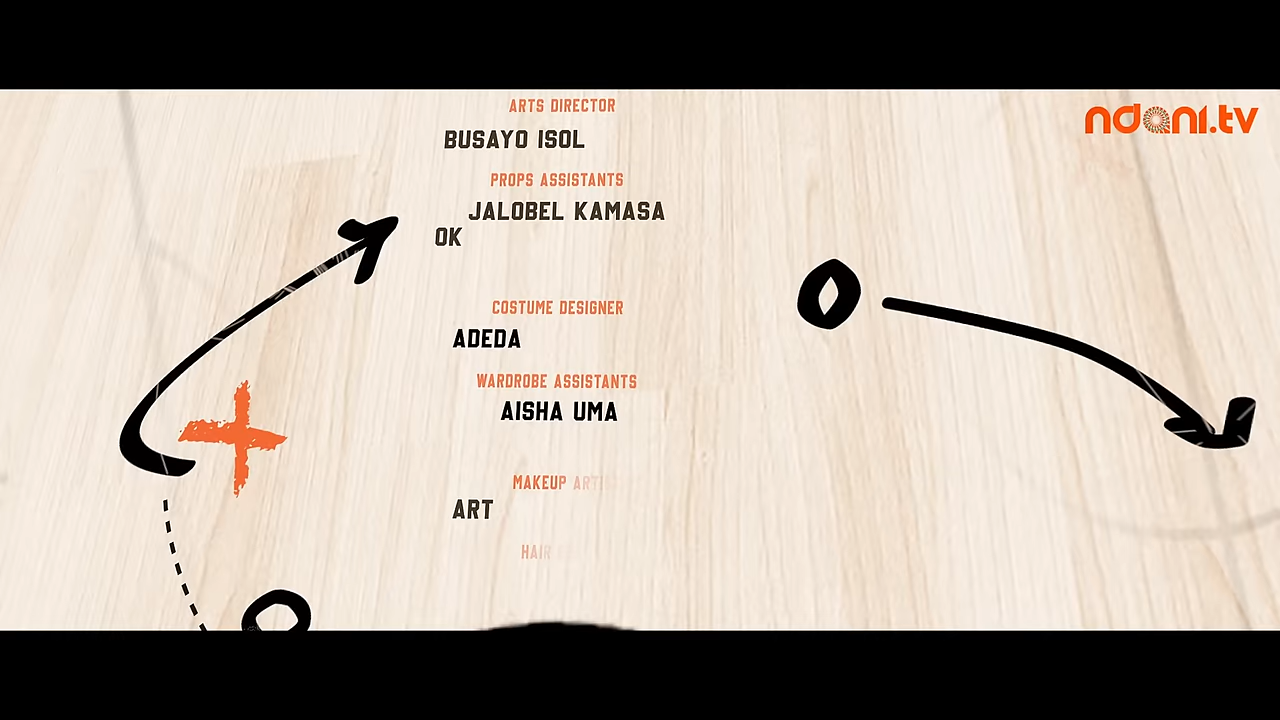 ARTS DIRECTOR
ndani.tv
BUSAYO ISOL
PROPS ASSISTANTS
JALOBEL KAMASA
OK
COSTUME DESIGNER
ADEDA
WARDROBE ASSISTANTS
AISHA UMA
MAKEUP ARTIS
ART
HAIR